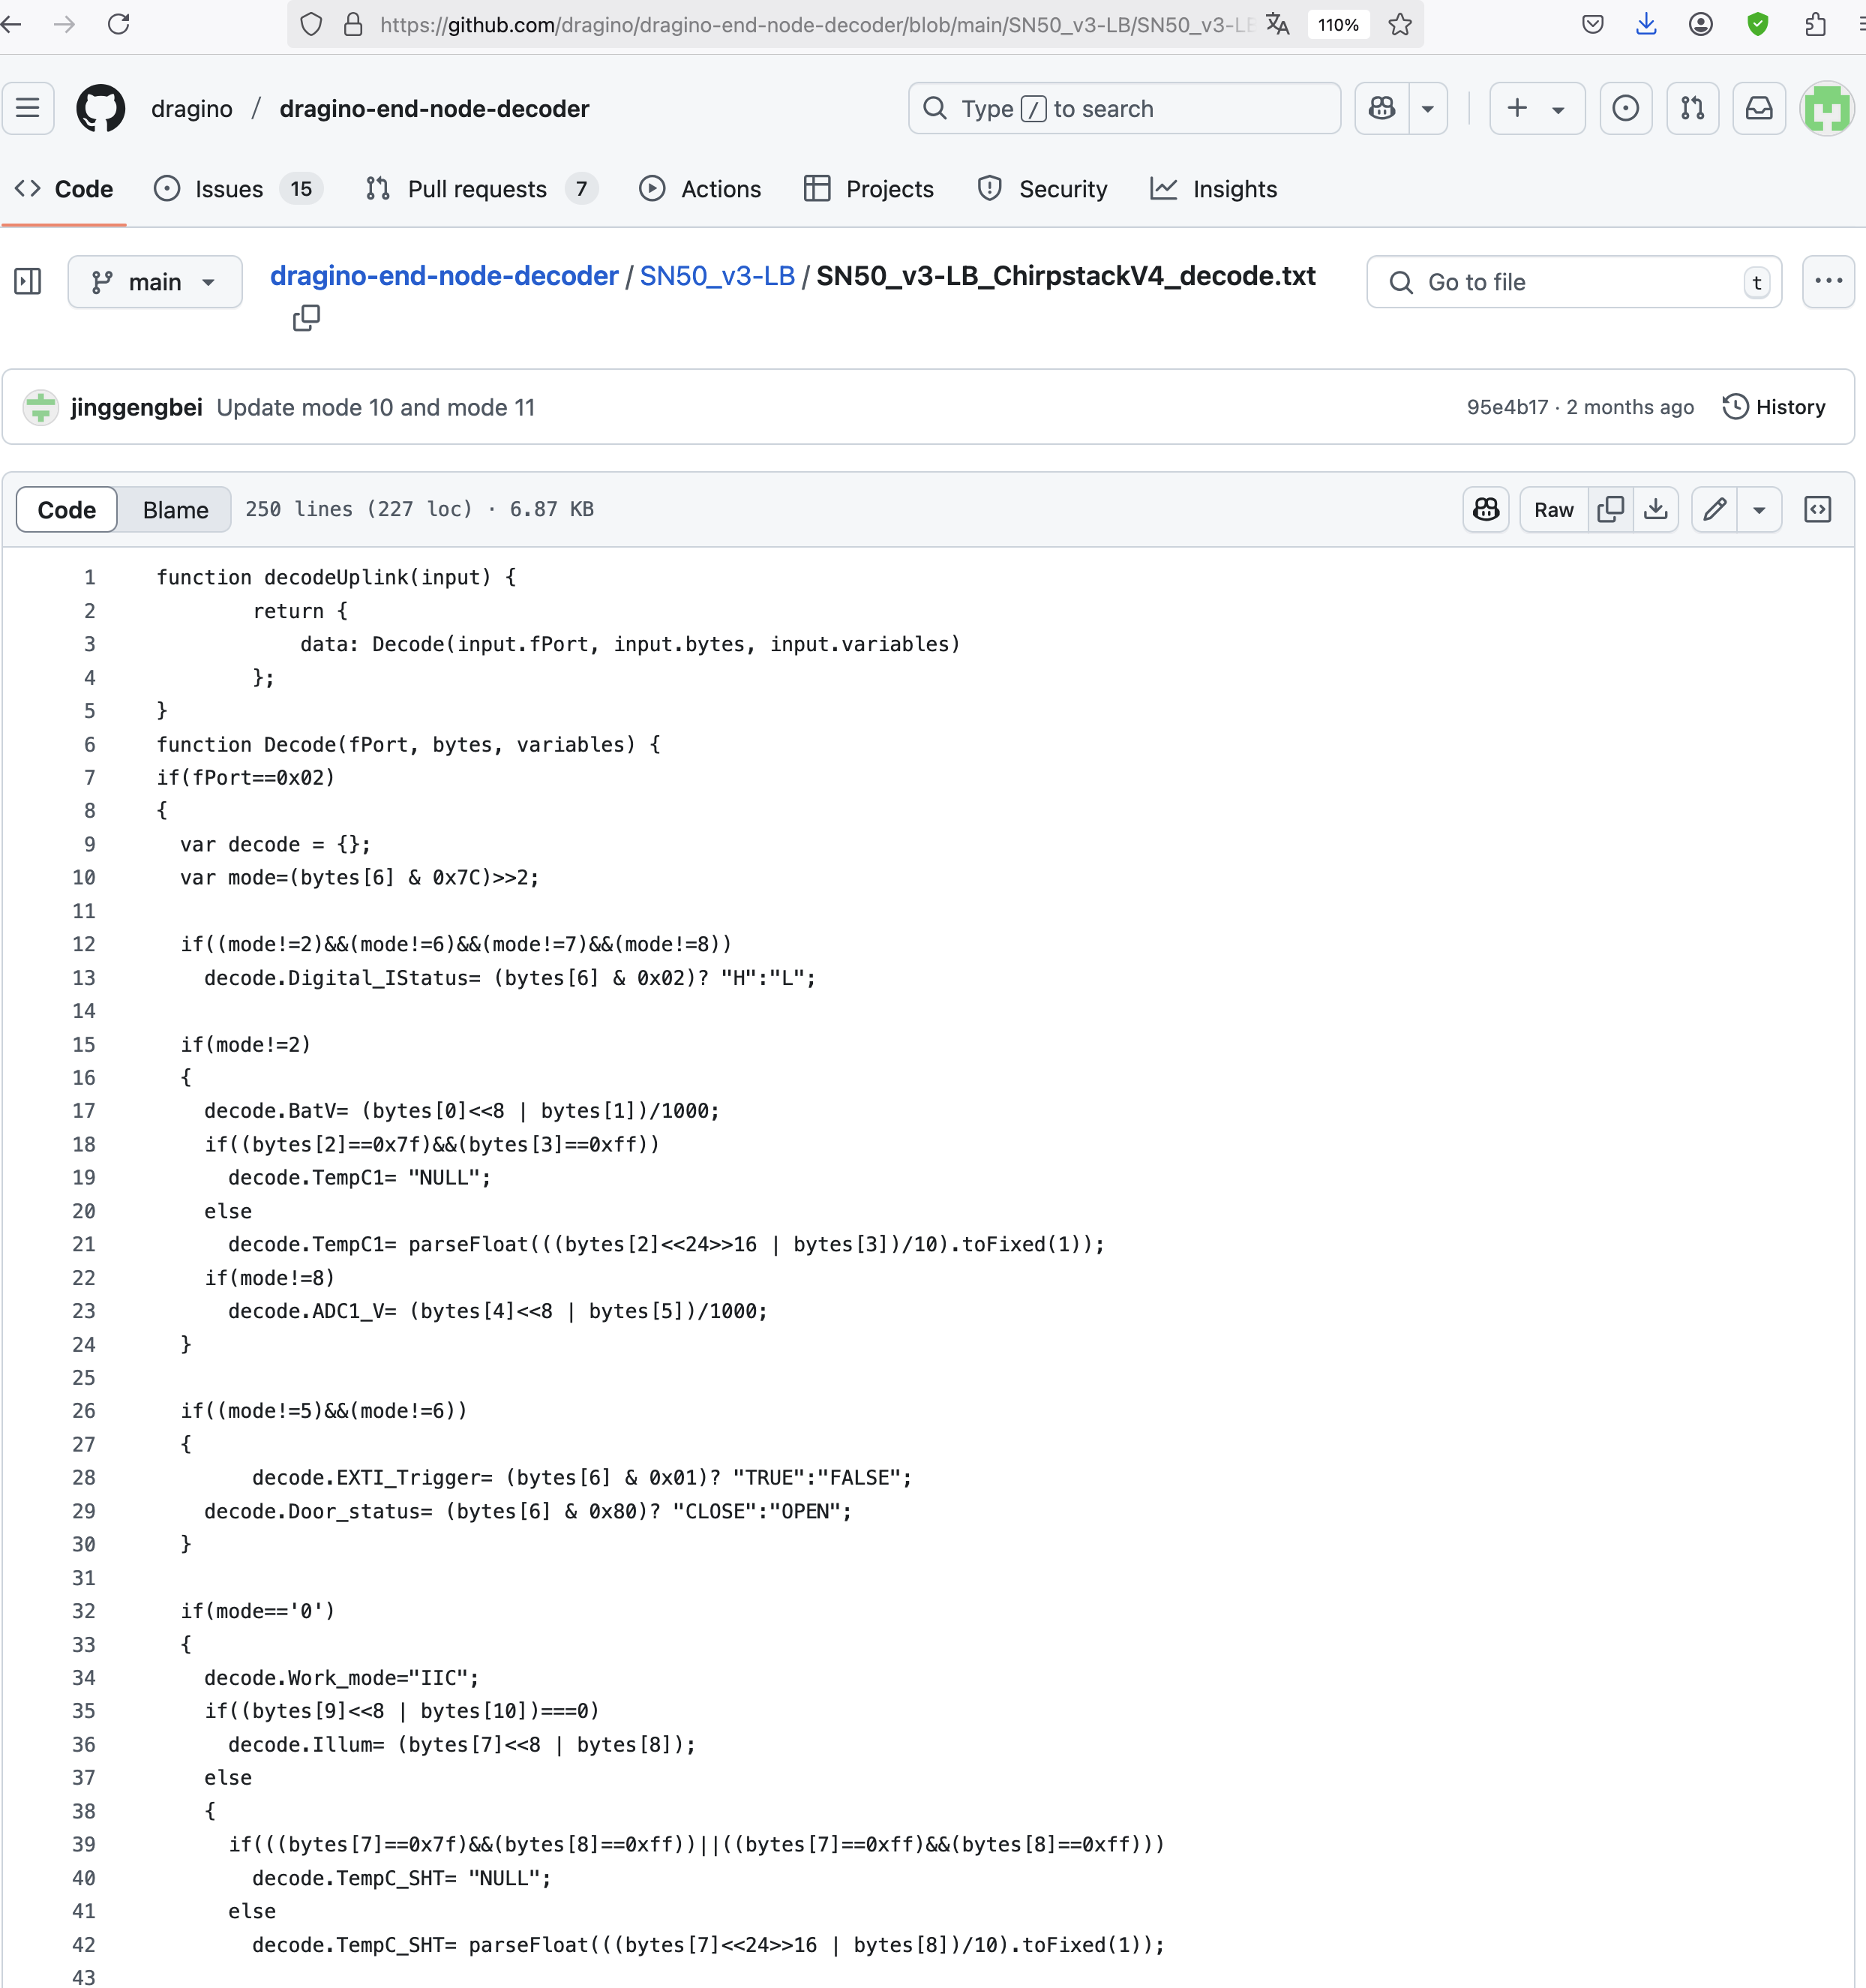 https://github.com/dragino/dragino-end-node-decoder/blob/main/SN50_v3-LB/SN50_v3-LB 110%
dragino / dragino-end-node-decoder Type / to search
Code Issues 15 Pull requests 7 Actions Projects Security Insights
main dragino-end-node-decoder / SN50_v3-LB / SN50_v3-LB_ChirpstackV4_decode.txt Go to file t
jinggengbei Update mode 10 and mode 11 95e4b17 · 2 months ago History
Code Blame 250 lines (227 loc) · 6.87 KB Raw
1 function decodeUplink(input) {
2         return {
3             data: Decode(input.fPort, input.bytes, input.variables)
4         };
5 }
6 function Decode(fPort, bytes, variables) {
7 if(fPort==0x02)
8 {
9   var decode = {};
10   var mode=(bytes[6] & 0x7C)>>2;
11
12   if((mode!=2)&&(mode!=6)&&(mode!=7)&&(mode!=8))
13     decode.Digital_IStatus= (bytes[6] & 0x02)? "H":"L";
14
15   if(mode!=2)
16   {
17     decode.BatV= (bytes[0]<<8 | bytes[1])/1000;
18     if((bytes[2]==0x7f)&&(bytes[3]==0xff))
19       decode.TempC1= "NULL";
20     else
21       decode.TempC1= parseFloat(((bytes[2]<<24>>16 | bytes[3])/10).toFixed(1));
22     if(mode!=8)
23       decode.ADC1_V= (bytes[4]<<8 | bytes[5])/1000;
24   }
25
26   if((mode!=5)&&(mode!=6))
27   {
28         decode.EXTI_Trigger= (bytes[6] & 0x01)? "TRUE":"FALSE";
29     decode.Door_status= (bytes[6] & 0x80)? "CLOSE":"OPEN";
30   }
31
32   if(mode=='0')
33   {
34     decode.Work_mode="IIC";
35     if((bytes[9]<<8 | bytes[10])===0)
36       decode.Illum= (bytes[7]<<8 | bytes[8]);
37     else
38     {
39       if(((bytes[7]==0x7f)&&(bytes[8]==0xff))||((bytes[7]==0xff)&&(bytes[8]==0xff)))
40         decode.TempC_SHT= "NULL";
41       else
42         decode.TempC_SHT= parseFloat(((bytes[7]<<24>>16 | bytes[8])/10).toFixed(1));
43